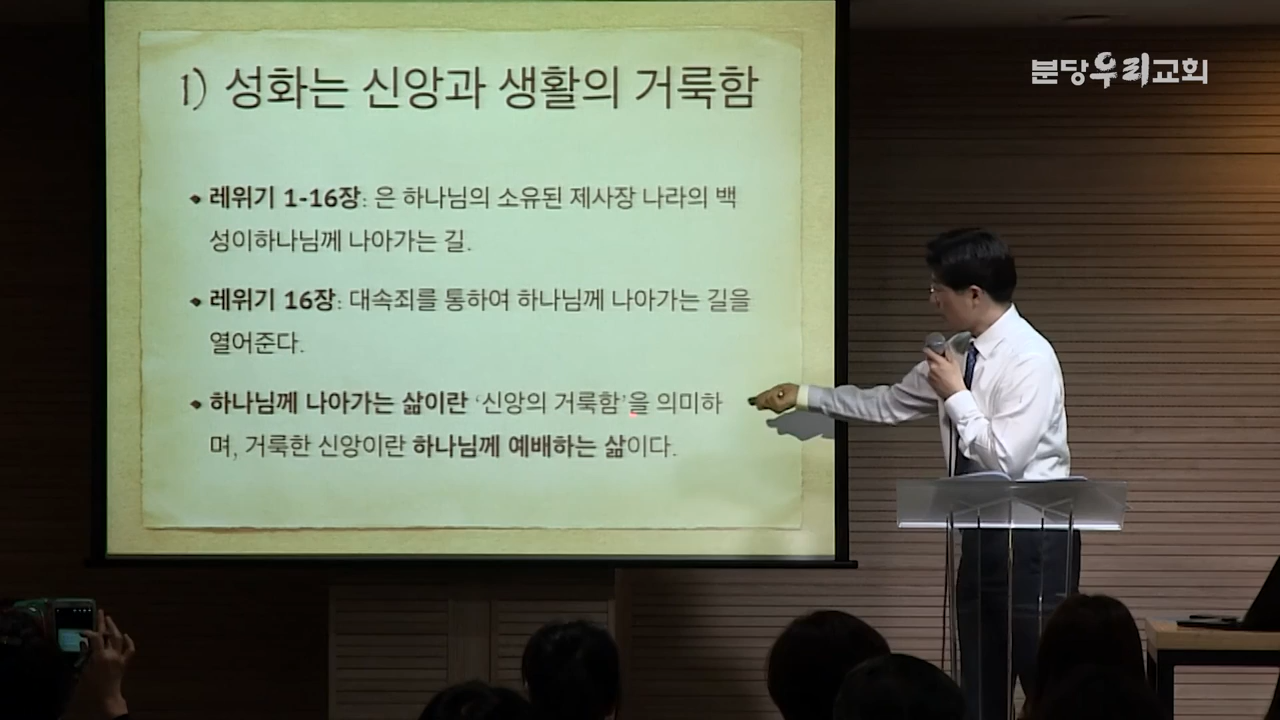 분당우리교회
1) 성화는 신앙과 생활의 거룩함
레위기 1-16장: 은 하나님의 소유된 제사장 나라의 백
성이하나님께 나아가는 길.
레위기 16장: 대속죄를 통하여 하나님께 나아가는 길을
열어준다.
하나님께 나아가는 삶이란 ‘신앙의 거룩함’을 의미하
며, 거룩한 신앙이란 하나님께 예배하는 삶이다.